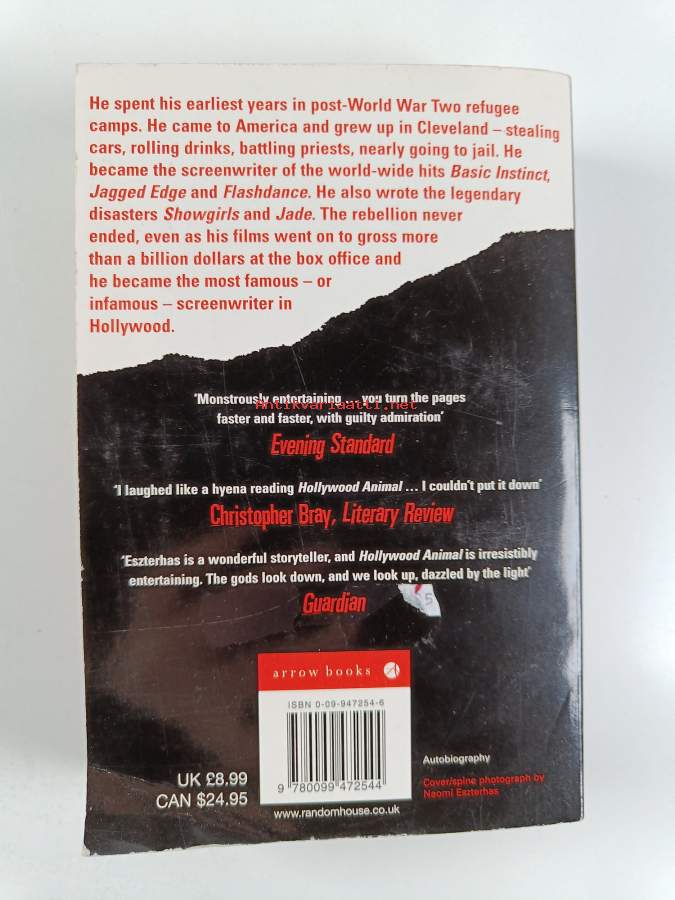 He spent his earliest years in post-World War Two refugee
camps. He came to America and grew up in Cleveland – stealing
cars, rolling drinks, battling priests, nearly going to jail. He
became the screenwriter of the world-wide hits Basic Instinct,
Jagged Edge and Flashdance. He also wrote the legendary
disasters Showgirls and Jade. The rebellion never
ended, even as his films went on to gross more
than a billion dollars at the box office and
he became the most famous – or
infamous – screenwriter in
Hollywood.
'Monstrously entertaining ... you turn the pages
Antikvariaatti.net
faster and faster, with guilty admiration'
Evening Standard
'I laughed like a hyena reading Hollywood Animal ... I couldn't put it down'
Christopher Bray, Literary Review
'Eszterhas is a wonderful storyteller, and Hollywood Animal is irresistibly
entertaining. The gods look down, and we look up, dazzled by the light'
Guardian
arrow books
ISBN 0-09-947254-6
9 780099 472544
UK £8.99
CAN $24.95
www.randomhouse.co.uk
Autobiography
Cover/spine photograph by
Naomi Eszterhas